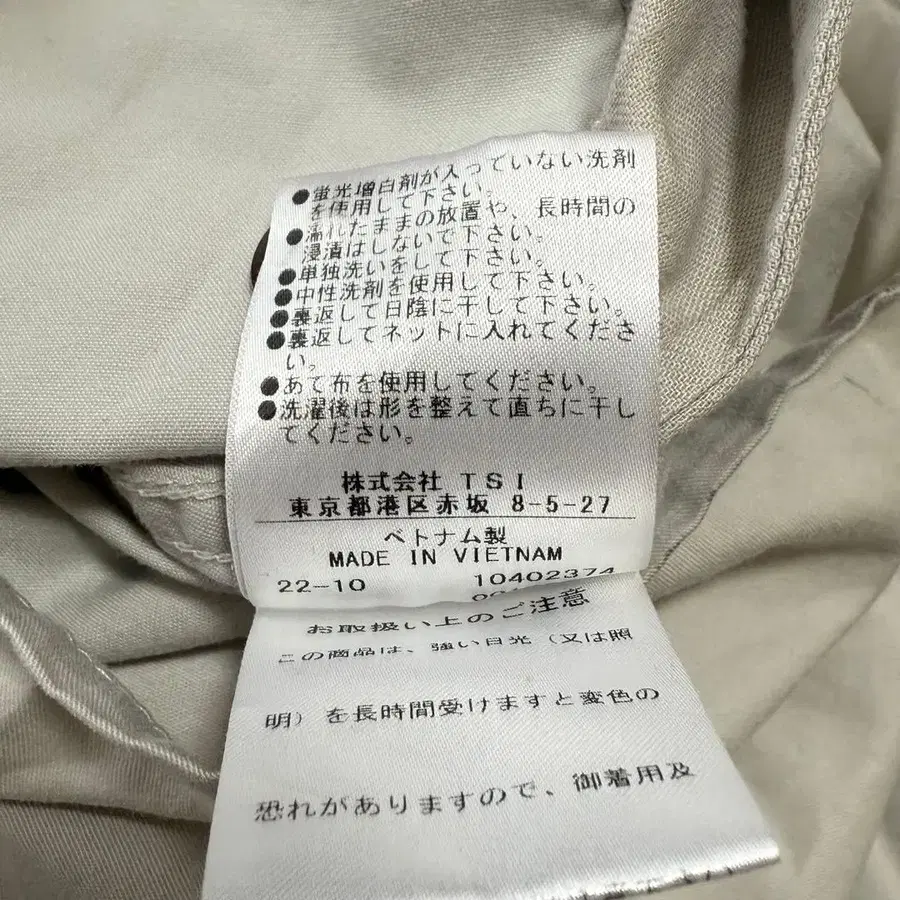 ●蛍光増白剤が入っていない洗剤
を使用して下さい。
●濡れたままの放置や、長時間の
浸漬はしないで下さい。
●単独洗いをして下さい。
●中性洗剤を使用して下さい。
●裏返して日陰に干して下さい。
●裏返してネットに入れてくださ
い。
●あて布を使用してください。
●洗濯後は形を整えて直ちに干し
てください。
株式会社 TSI
東京都港区赤坂 8-5-27
ベトナム製
MADE IN VIETNAM
22-10 10402374
お取扱い上のご注意
この商品は、強い日光（又は照
明）を長時間受けますと変色の
恐れがありますので、御着用及